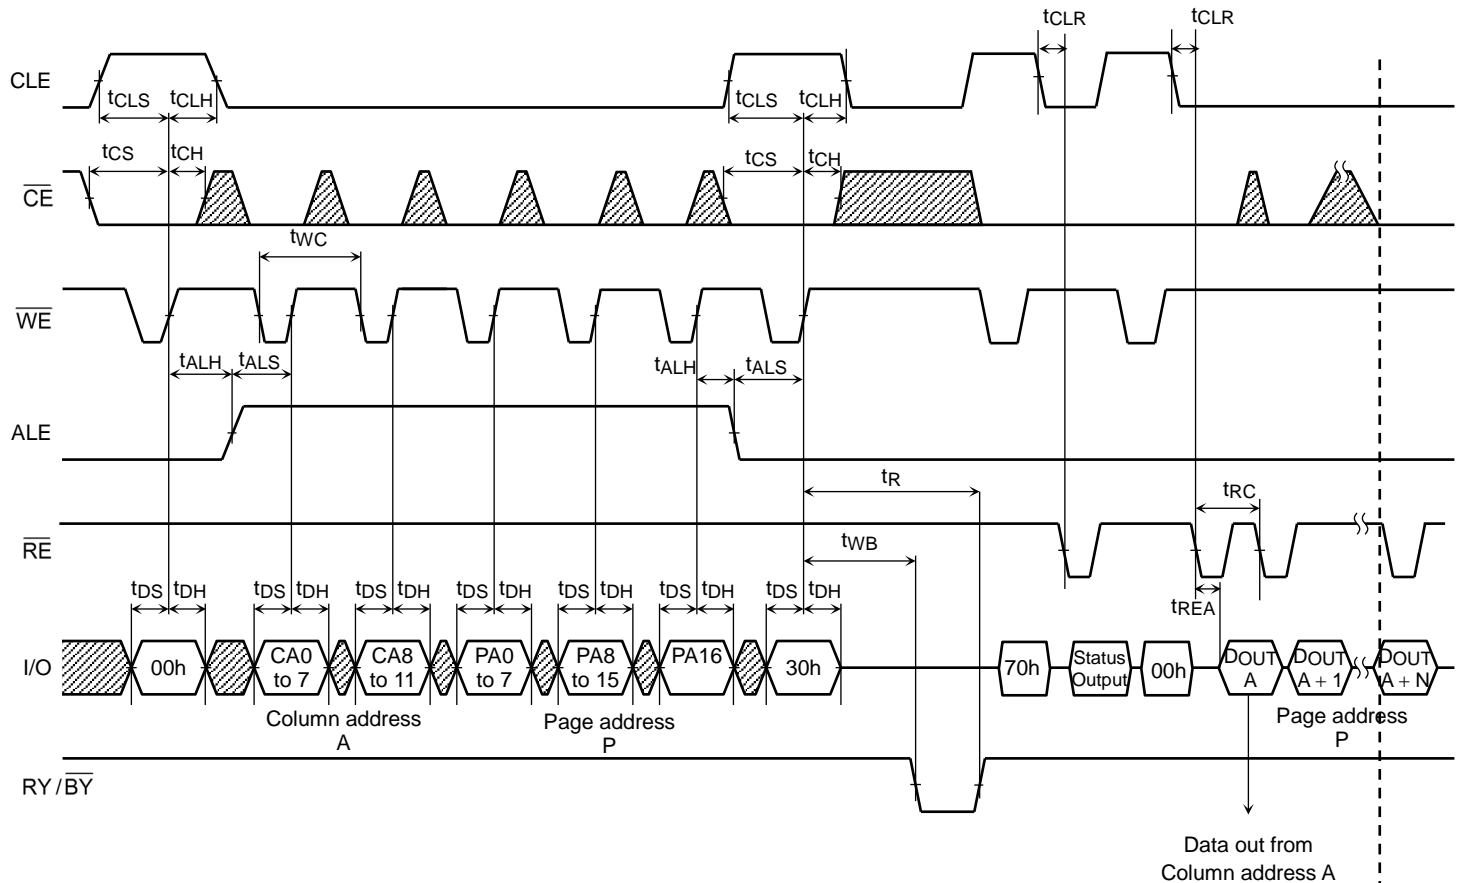 tCLR tCLR
CLE
tCLS tCLH tCLS tCLH
tCS tCH tCS tCH
CE
tWC
WE
tALH tALS tALH tALS
ALE
tR
tRC
RE
tWB
tDS tDH tDS tDH tDS tDH tDS tDH tDS tDH tDS tDH tDS tDH
tREA
I/O
00h
CA0
to 7
CA8
to 11
PA0
to 7
PA8
to 15
PA16
30h
70h
Status
Output
00h
DOUT
A
DOUT
A + 1
DOUT
A + N
Column address
A
Page address
P
Page address
P
RY / BY
Data out from
Column address A